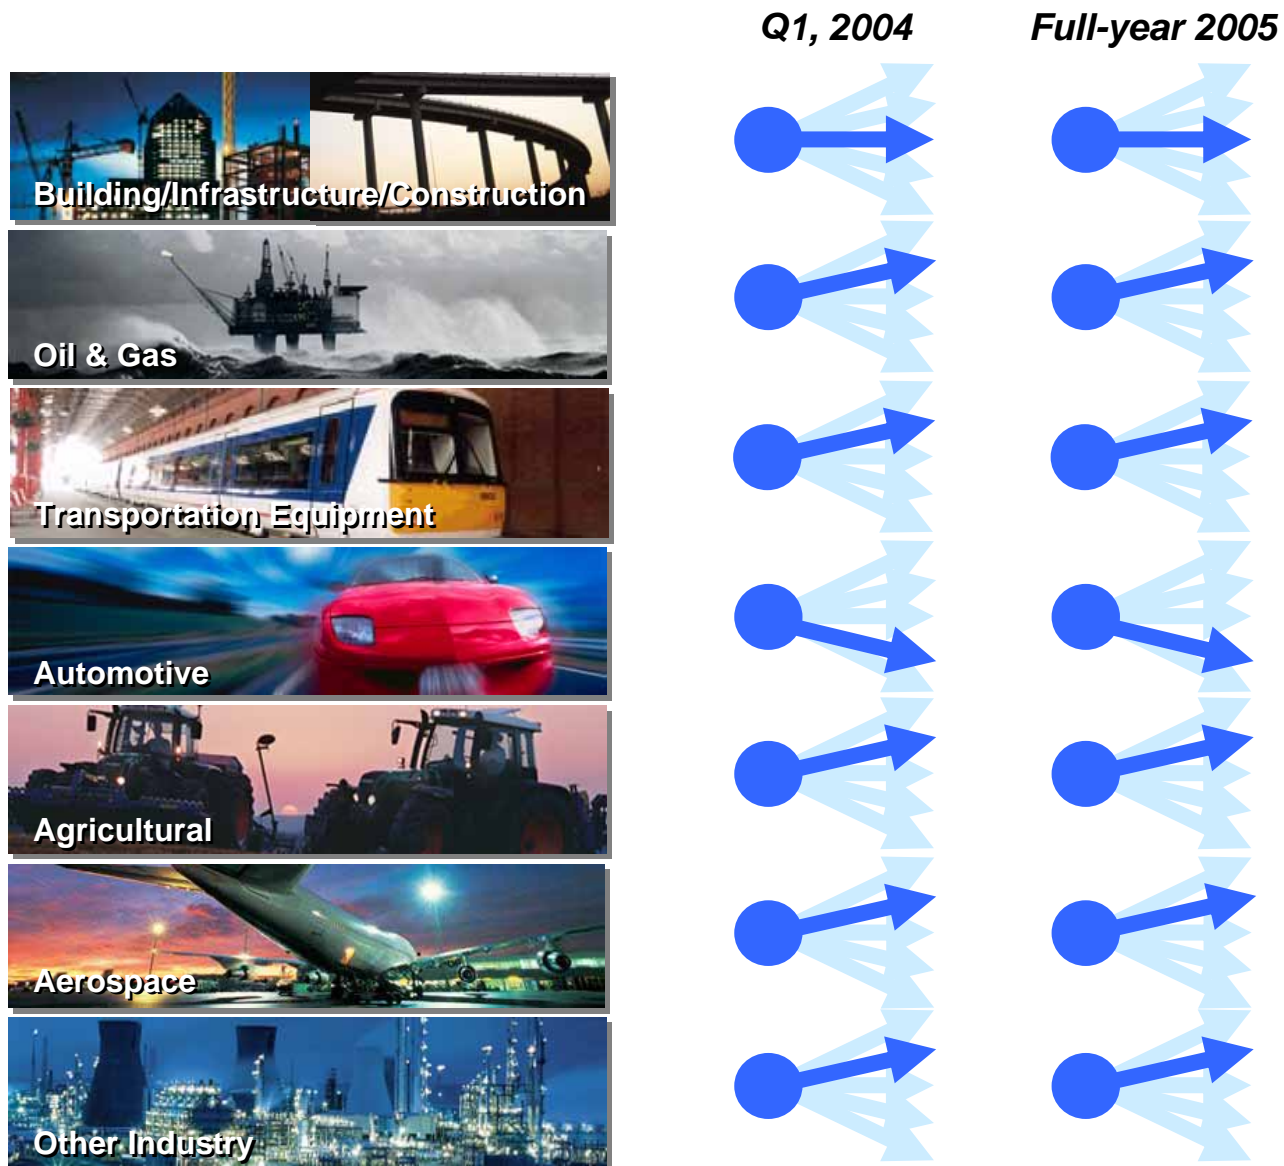 Q1, 2004 Full-year 2005
Building/Infrastructure/Construction
Oil & Gas
Transportation Equipment
Automotive
Agricultural
Aerospace
Other Industry